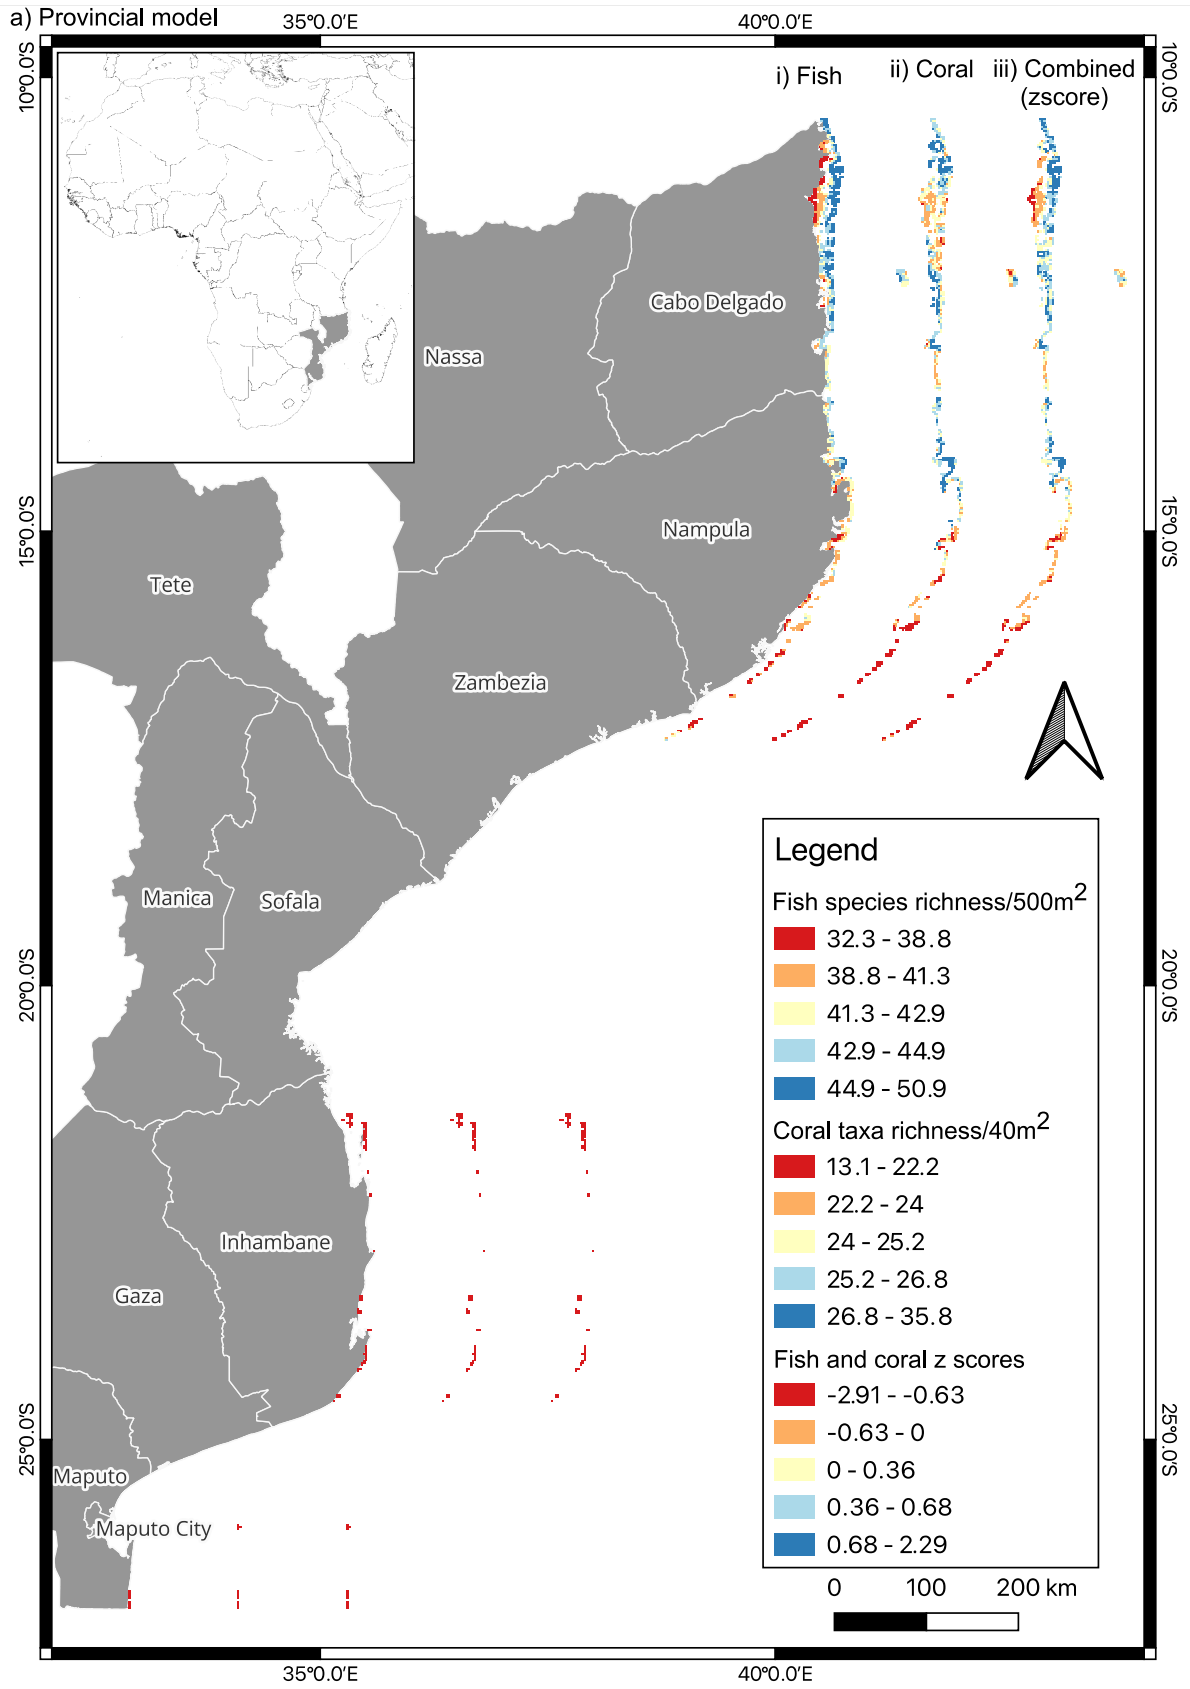 a) Provincial model
35°0.0'E
40°0.0'E
10°0.0'S
10°0.0'S
i) Fish
ii) Coral
iii) Combined
(zscore)
Cabo Delgado
Nassa
Nampula
15°0.0'S
15°0.0'S
Tete
Zambezia
Manica
Sofala
20°0.0'S
20°0.0'S
Inhambane
Gaza
25°0.0'S
25°0.0'S
Maputo
Maputo City
Legend
Fish species richness/500m²
32.3 - 38.8
38.8 - 41.3
41.3 - 42.9
42.9 - 44.9
44.9 - 50.9
Coral taxa richness/40m²
13.1 - 22.2
22.2 - 24
24 - 25.2
25.2 - 26.8
26.8 - 35.8
Fish and coral z scores
-2.91 - -0.63
-0.63 - 0
0 - 0.36
0.36 - 0.68
0.68 - 2.29
0 100 200 km
35°0.0'E
40°0.0'E